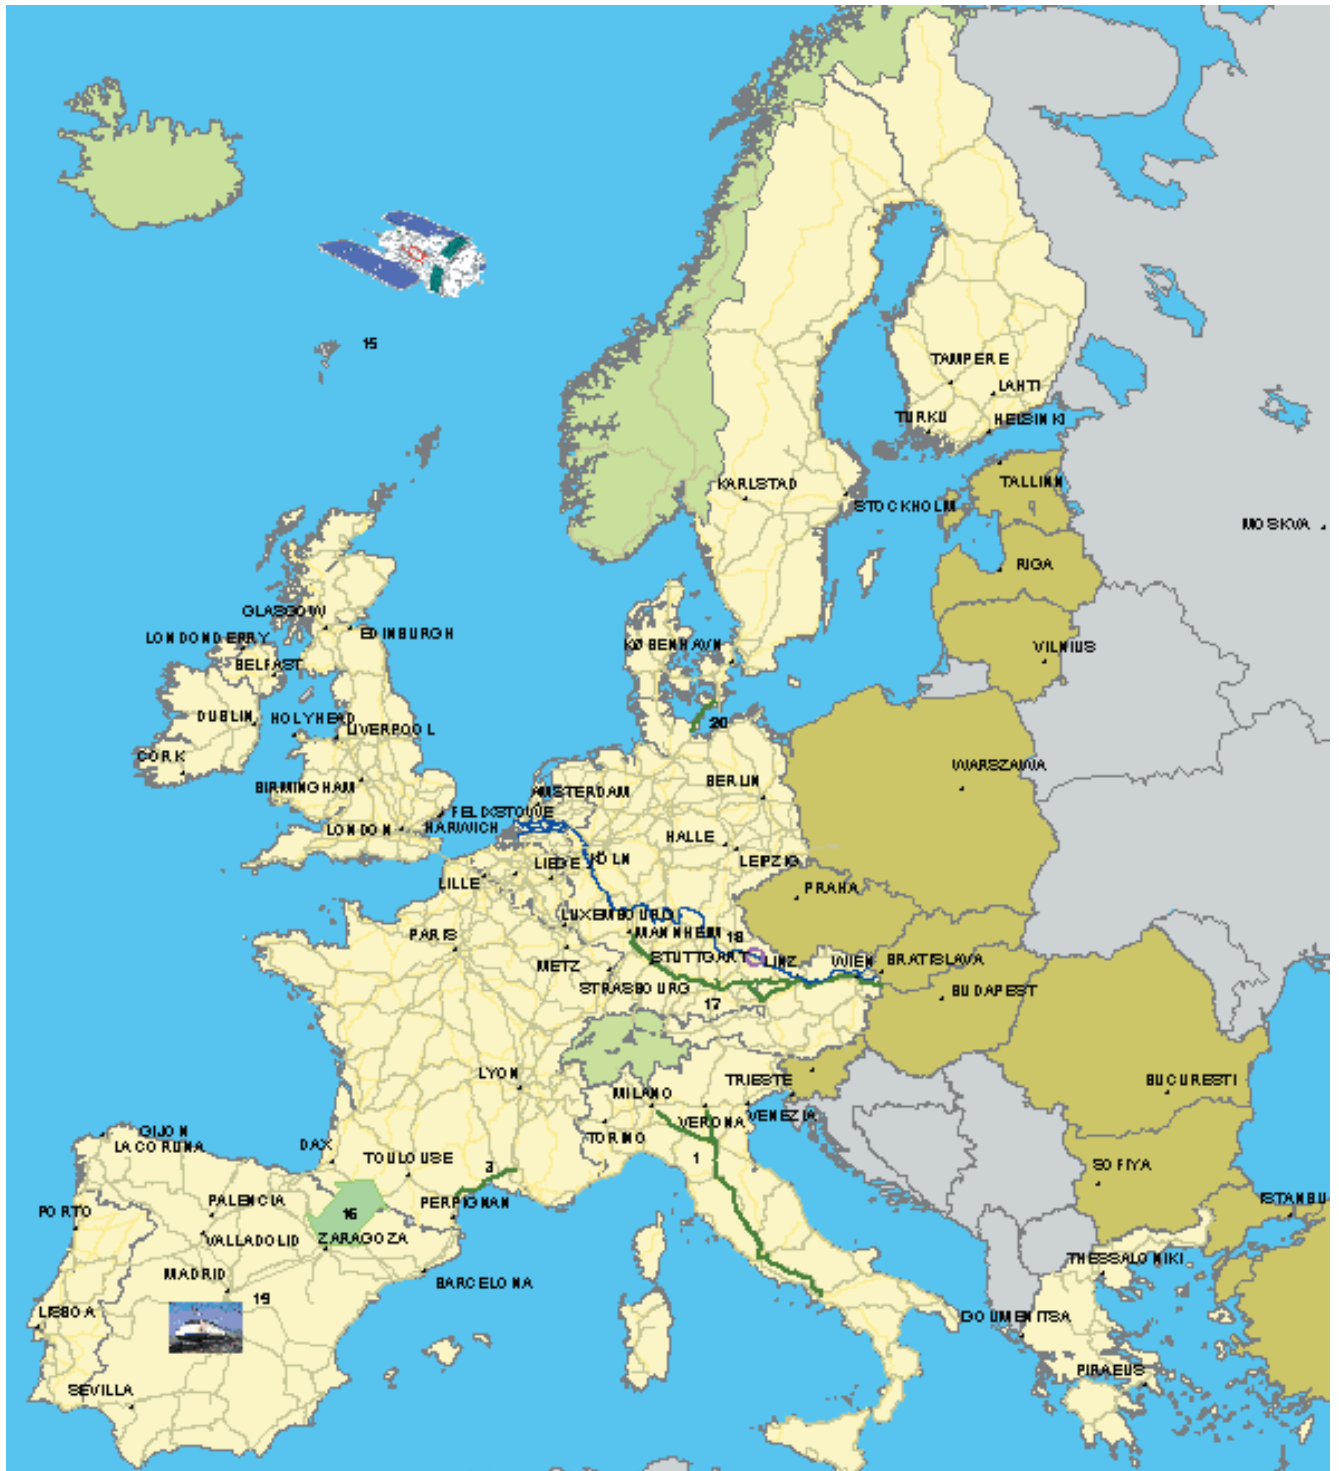 15
TAMPERE
LAHTI
TURKU
HELSINKI
KARLSTAD
TALLINN
STOCKHOLM
MOSKVA
RIGA
GLASGOW
EDINBURGH
LONDONDERRY
KØBENHAVN
VILNIUS
BELFAST
DUBLIN
HOLYHEAD
20
LIVERPOOL
CORK
WARSZAWA
BIRMINGHAM
BERLIN
AMSTERDAM
FELIXSTOWE
LONDON
HARWICH
HALLE
LIEGE
KÖLN
LEIPZIG
LILLE
PRAHA
LUXEMBOURG
PARIS
MANNHEIM
18
METZ
STUTTGART
LINZ
WIEN
BRATISLAVA
STRASBOURG
BUDAPEST
17
LYON
TRIESTE
BUCURESTI
MILANO
VERONA
VENEZIA
GIJON
TORINO
LA CORUNA
DAX
TOULOUSE
3
1
SOFIYA
PALENCIA
PERPIGNAN
ISTANBU
PORTO
16
VALLADOLID
ZARAGOZA
THESSALONIKI
MADRID
BARCELONA
19
LISBOA
GOUMENITSA
PIRAEUS
SEVILLA